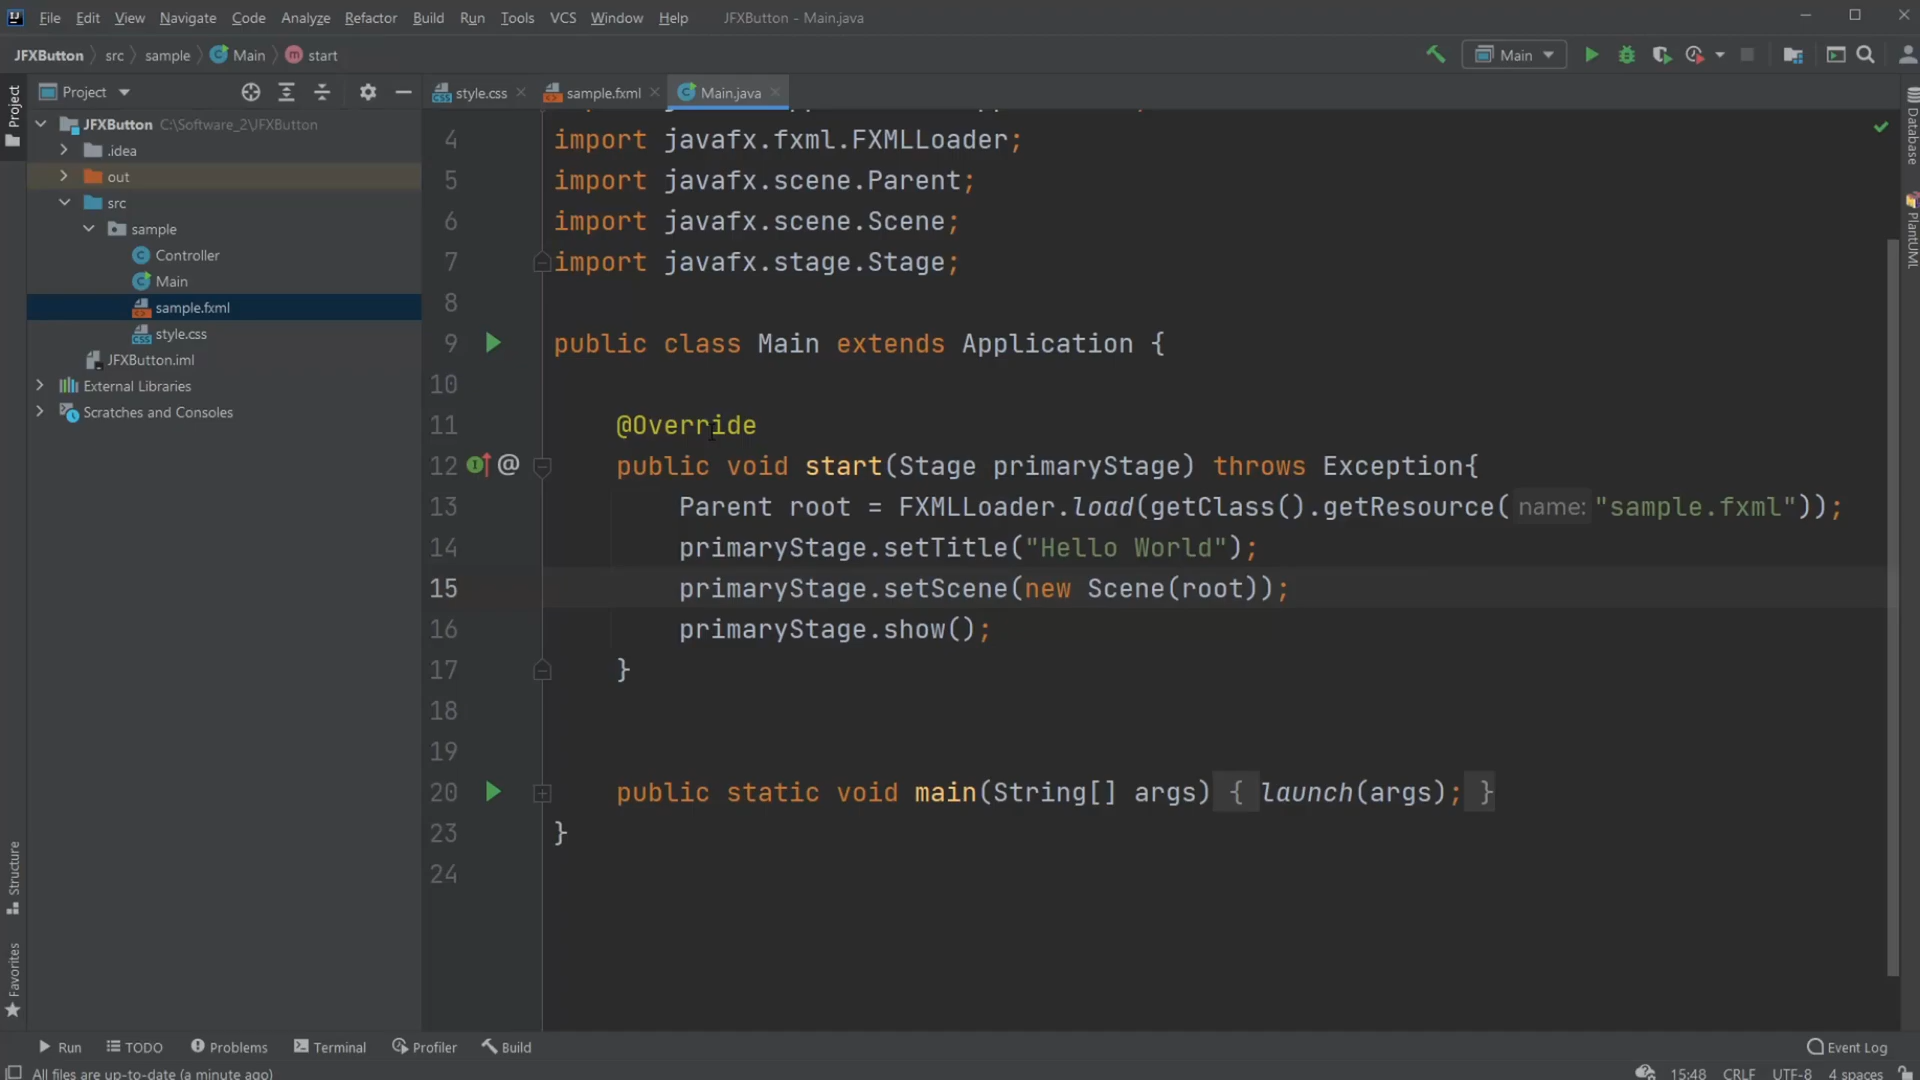 File Edit View Navigate Code Analyze Refactor Build Run Tools VCS Window Help JFXButton - Main.java
JFXButton src sample Main start Main
Project style.css sample.fxml Main.java
Project
JFXButton C:\Software_2\JFXButton
.idea
out
src
sample
Controller
Main
sample.fxml
style.css
JFXButton.iml
External Libraries
Scratches and Consoles
4 import javafx.fxml.FXMLLoader;
5 import javafx.scene.Parent;
6 import javafx.scene.Scene;
7 import javafx.stage.Stage;
8
9 public class Main extends Application {
10
11 @Override
12 public void start(Stage primaryStage) throws Exception{
13 Parent root = FXMLLoader.load(getClass().getResource( name: "sample.fxml"));
14 primaryStage.setTitle("Hello World");
15 primaryStage.setScene(new Scene(root));
16 primaryStage.show();
17 }
18
19
20 public static void main(String[] args) { launch(args); }
23 }
24
Database
PlantUML
Structure
Favorites
Run TODO Problems Terminal Profiler Build Event Log
All files are up-to-date (a minute ago) 15:48 CRLF UTF-8 4 spaces